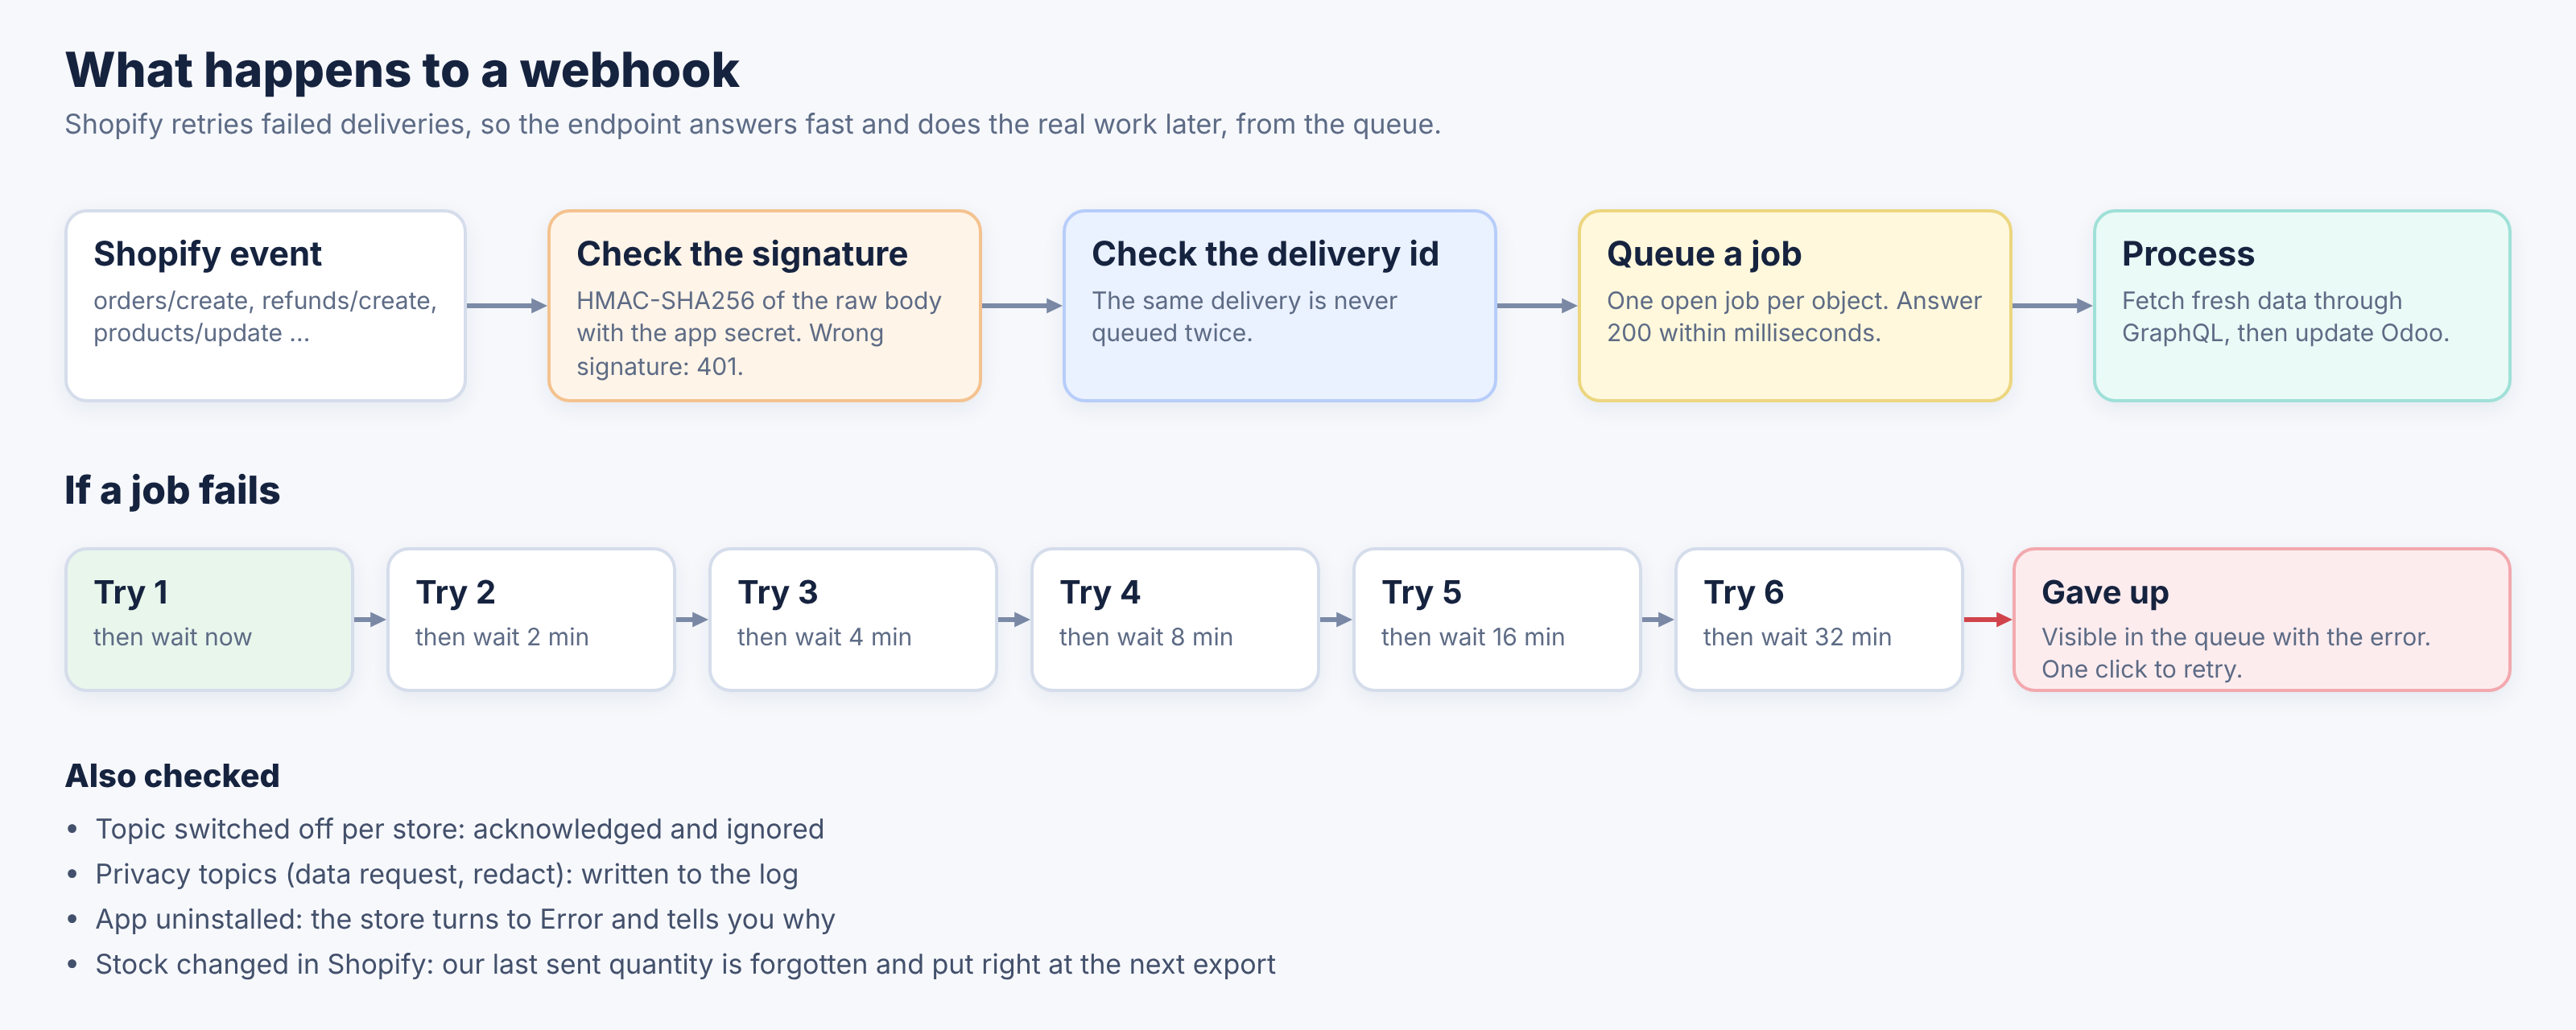 What happens to a webhook
Shopify retries failed deliveries, so the endpoint answers fast and does the real work later, from the queue.
Shopify event
orders/create, refunds/create,
products/update ...
Check the signature
HMAC-SHA256 of the raw body
with the app secret. Wrong
signature: 401.
Check the delivery id
The same delivery is never
queued twice.
Queue a job
One open job per object. Answer
200 within milliseconds.
Process
Fetch fresh data through
GraphQL, then update Odoo.
If a job fails
Try 1
then wait now
Try 2
then wait 2 min
Try 3
then wait 4 min
Try 4
then wait 8 min
Try 5
then wait 16 min
Try 6
then wait 32 min
Gave up
Visible in the queue with the error.
One click to retry.
Also checked
• Topic switched off per store: acknowledged and ignored
• Privacy topics (data request, redact): written to the log
• App uninstalled: the store turns to Error and tells you why
• Stock changed in Shopify: our last sent quantity is forgotten and put right at the next export